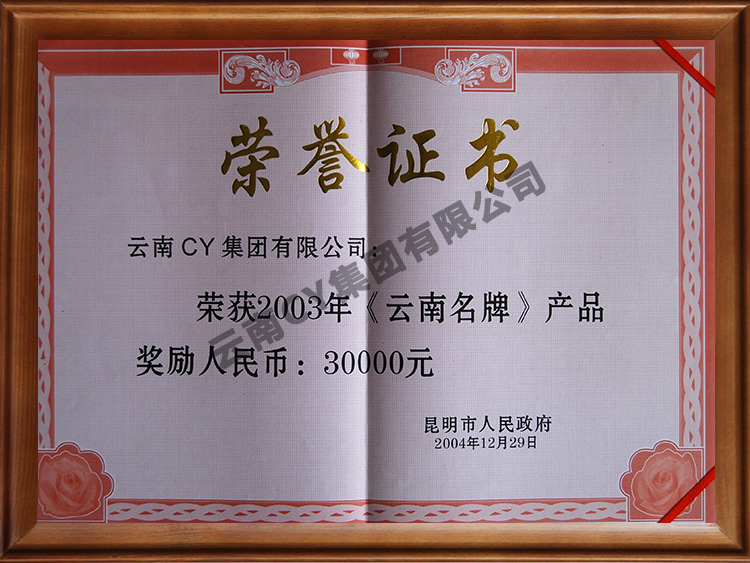 荣誉证书
云南CY集团有限公司：
荣获2003年《云南名牌》产品
奖励人民币：30000元
昆明市人民政府
2004年12月29日
云南CY集团有限公司